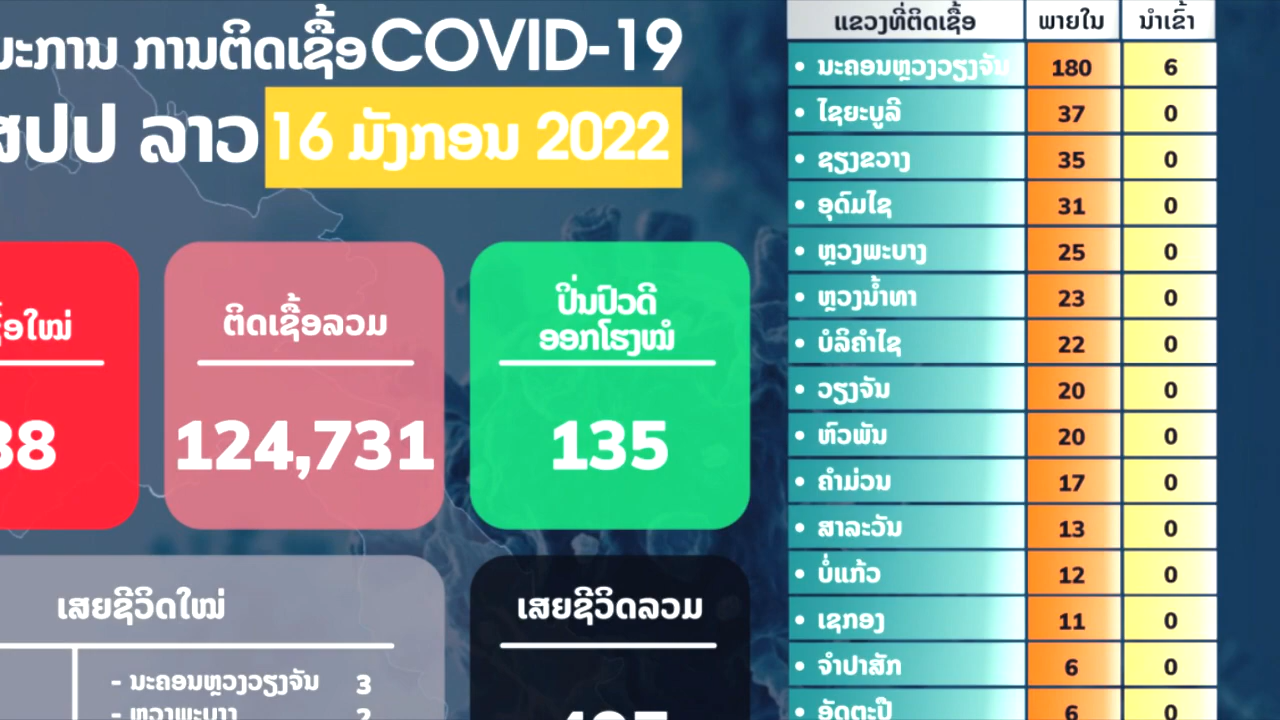 ການ ການຕິດເຊື້ອ COVID-19
ສປປ ລາວ 16 ມັງກອນ 2022
ຕິດເຊື້ອລວມ
124,731
ປິ່ນປົວດີ
ອອກໂຮງໝໍ
135
ເສຍຊີວິດໃໝ່
- ນະຄອນຫຼວງວຽງຈັນ 3
ເສຍຊີວິດລວມ
ແຂວງທີ່ຕິດເຊື້ອ ພາຍໃນ ນໍາເຂົ້າ
• ນະຄອນຫຼວງວຽງຈັນ 180 6
• ໄຊຍະບູລີ 37 0
• ຊຽງຂວາງ 35 0
• ອຸດົມໄຊ 31 0
• ຫຼວງພະບາງ 25 0
• ຫຼວງນໍ້າທາ 23 0
• ບໍລິຄໍາໄຊ 22 0
• ວຽງຈັນ 20 0
• ຫົວພັນ 20 0
• ຄໍາມ່ວນ 17 0
• ສາລະວັນ 13 0
• ບໍ່ແກ້ວ 12 0
• ເຊກອງ 11 0
• ຈໍາປາສັກ 6 0
• ອັດຕະປື 6 0